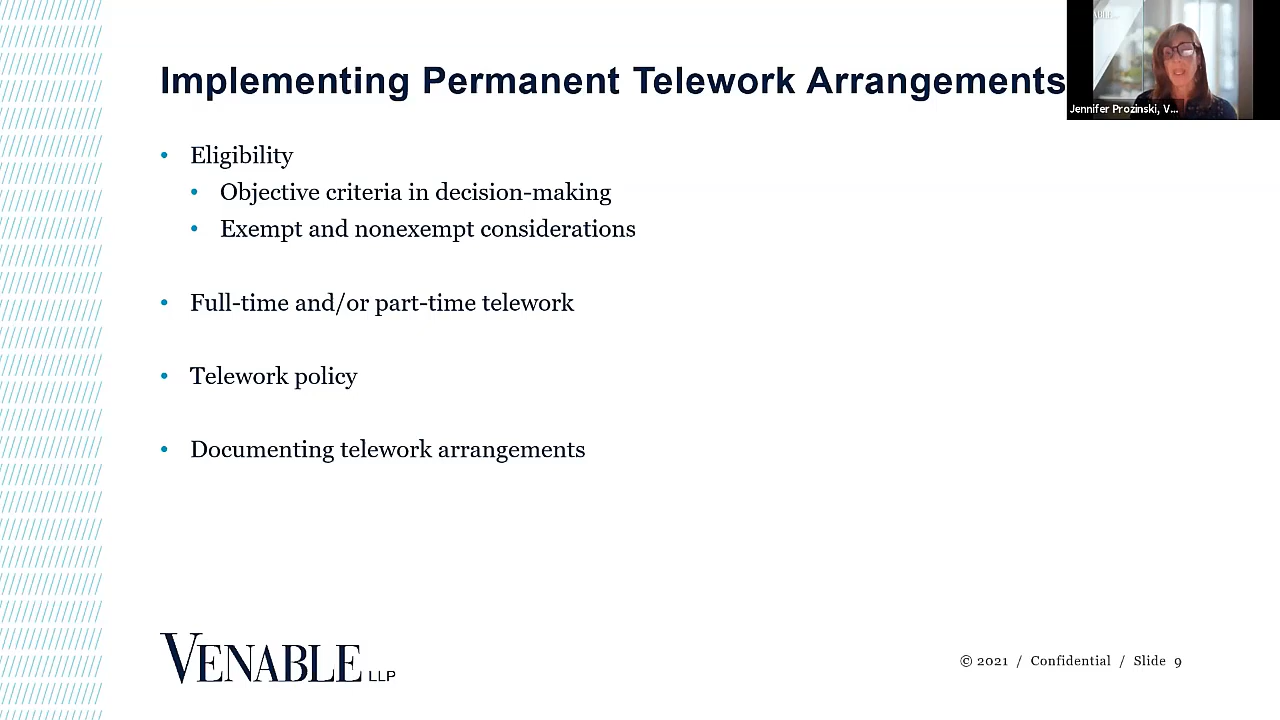 Implementing Permanent Telework Arrangements
Jennifer Prozinski, V...
• Eligibility
• Objective criteria in decision-making
• Exempt and nonexempt considerations
• Full-time and/or part-time telework
• Telework policy
• Documenting telework arrangements
VENABLE LLP
© 2021 / Confidential / Slide 9